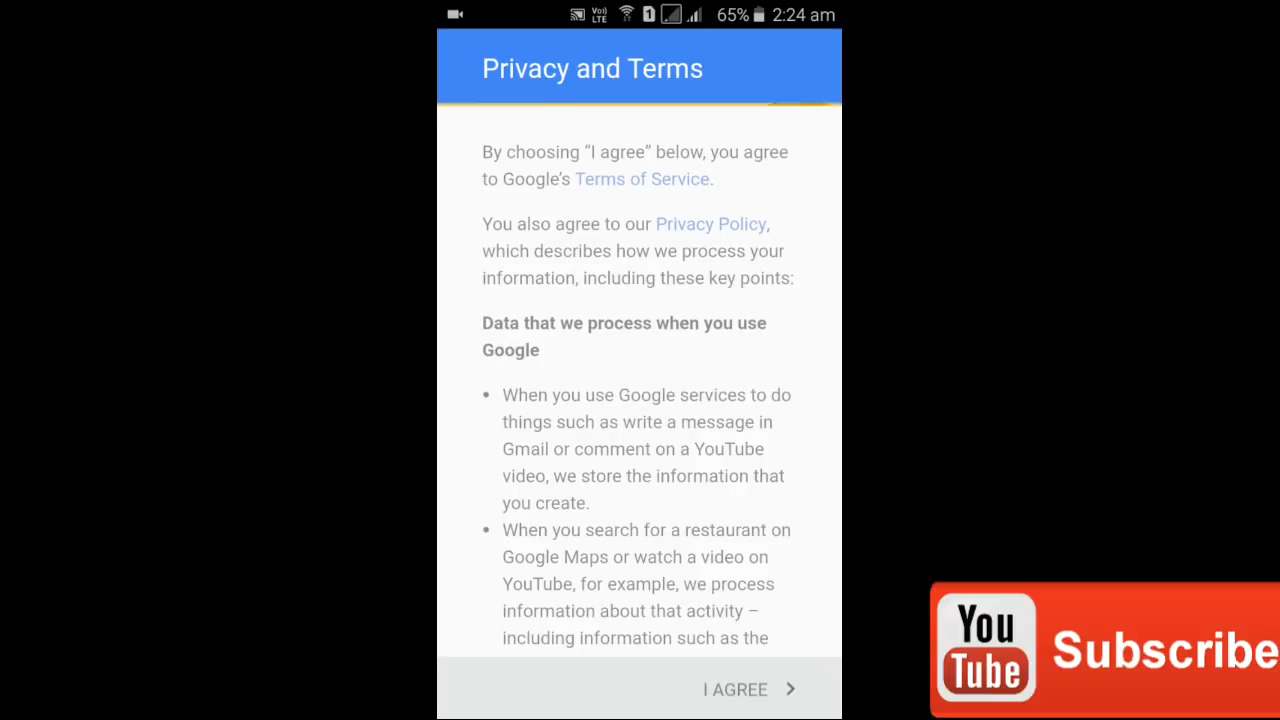 Vo))
LTE
1
65%
2:24 am
Privacy and Terms
By choosing “I agree” below, you agree
to Google’s Terms of Service.
You also agree to our Privacy Policy,
which describes how we process your
information, including these key points:
Data that we process when you use
Google
• When you use Google services to do
things such as write a message in
Gmail or comment on a YouTube
video, we store the information that
you create.
• When you search for a restaurant on
Google Maps or watch a video on
YouTube, for example, we process
information about that activity –
including information such as the
I AGREE
You
Tube
Subscribe